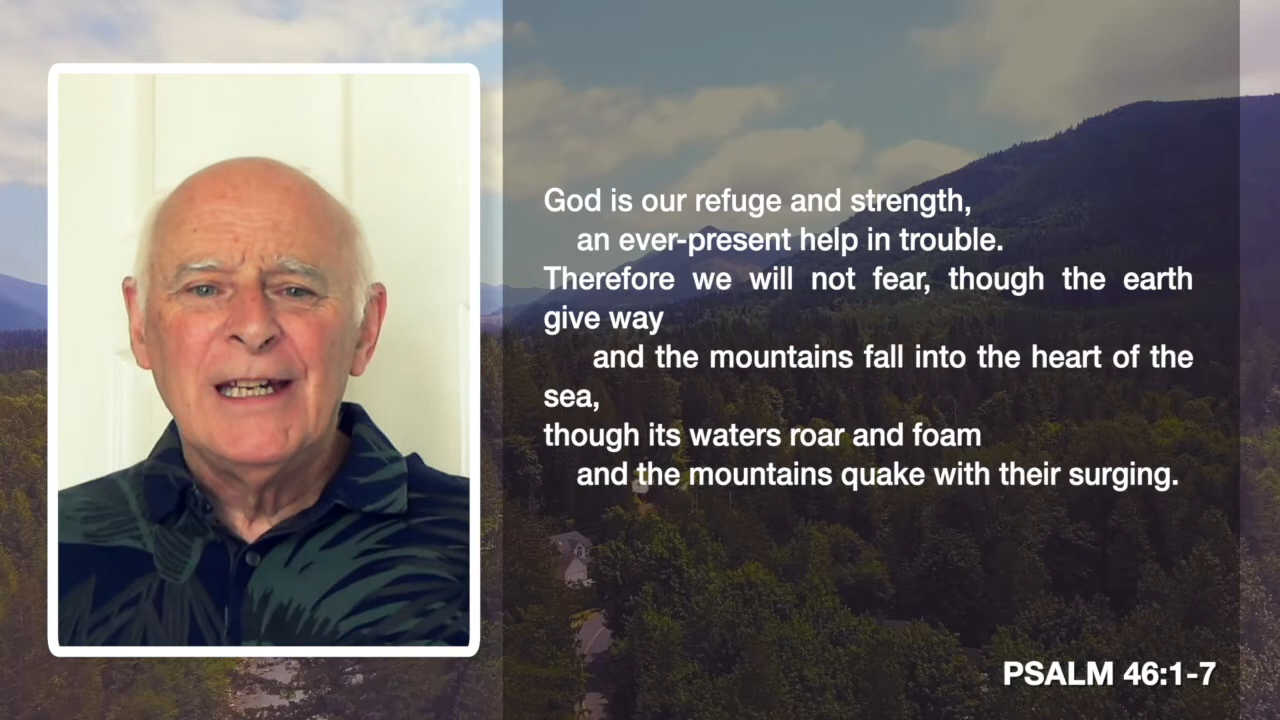 God is our refuge and strength,
an ever-present help in trouble.
Therefore we will not fear, though the earth
give way
and the mountains fall into the heart of the
sea,
though its waters roar and foam
and the mountains quake with their surging.
PSALM 46:1-7